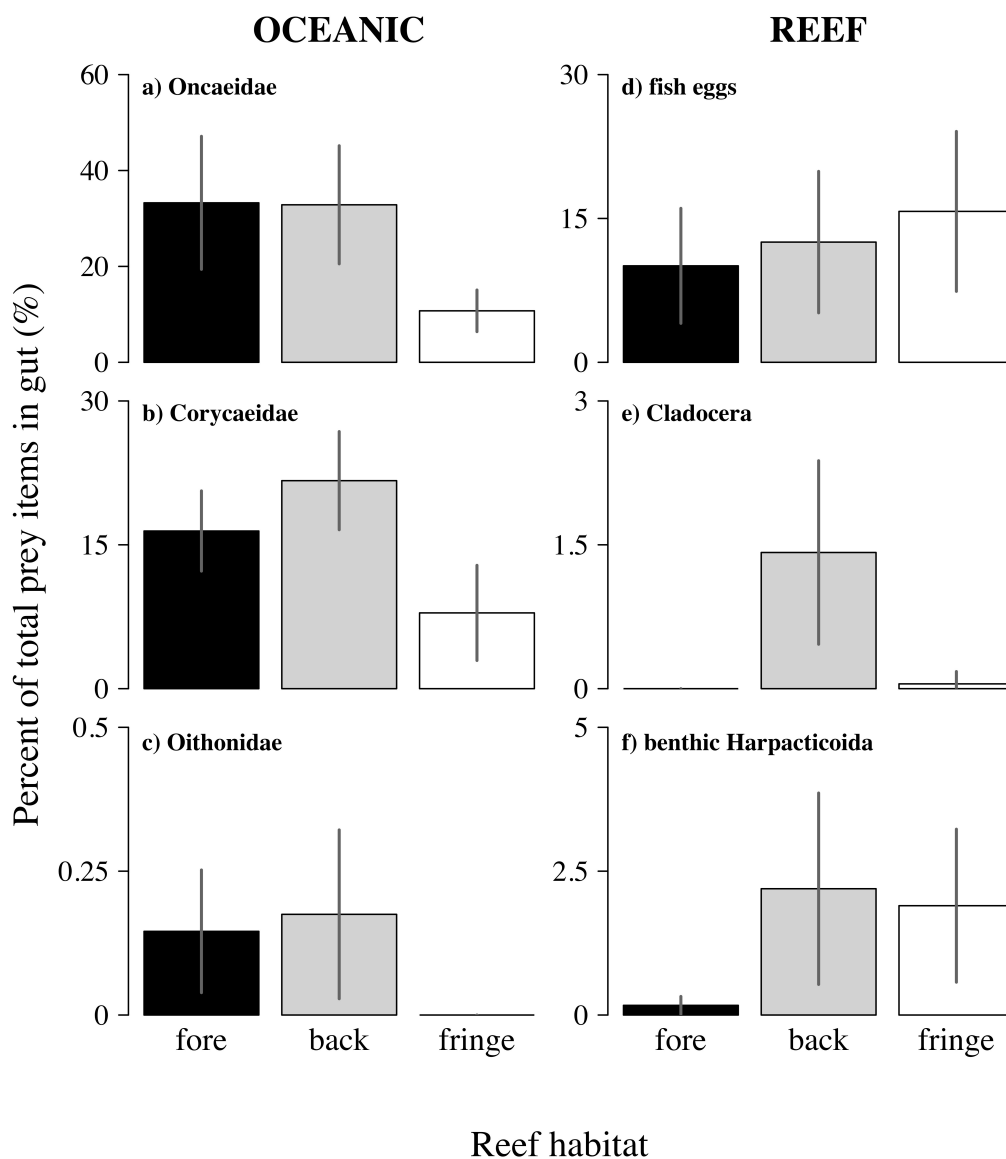 OCEANIC
REEF
Percent of total prey items in gut (%)
a) Oncaeidae
60
40
20
0
d) fish eggs
30
15
0
b) Corycaeidae
30
15
0
e) Cladocera
3
1.5
0
c) Oithonidae
0.5
0.25
0
fore back fringe
f) benthic Harpacticoida
5
2.5
0
fore back fringe
Reef habitat